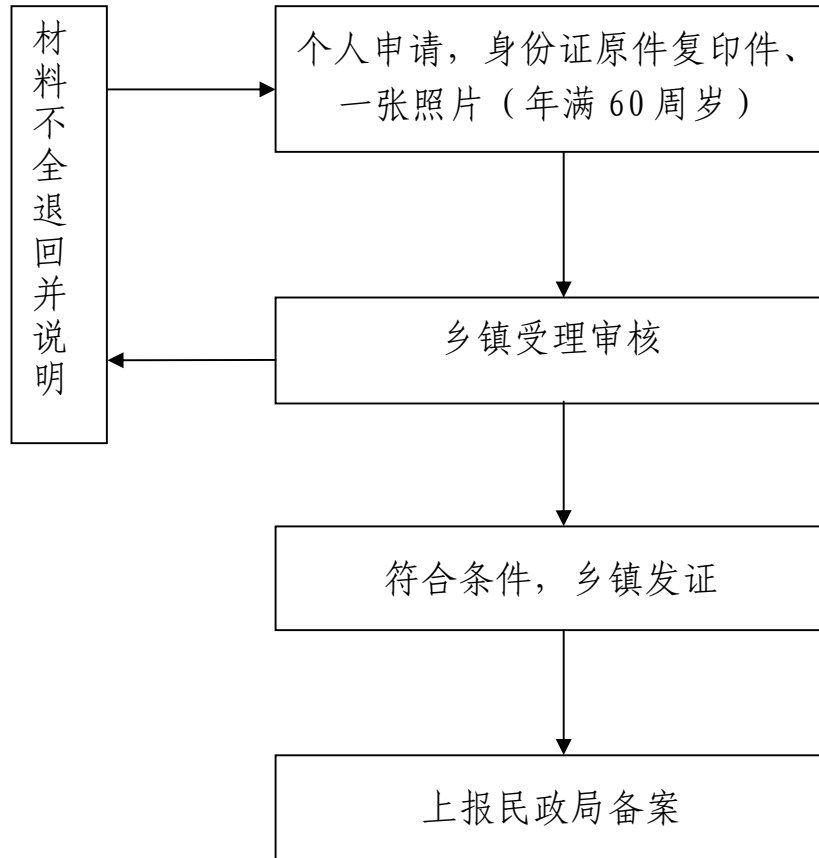 材料不全退回并说明
个人申请，身份证原件复印件、
一张照片（年满 60 周岁）
乡镇受理审核
符合条件，乡镇发证
上报民政局备案